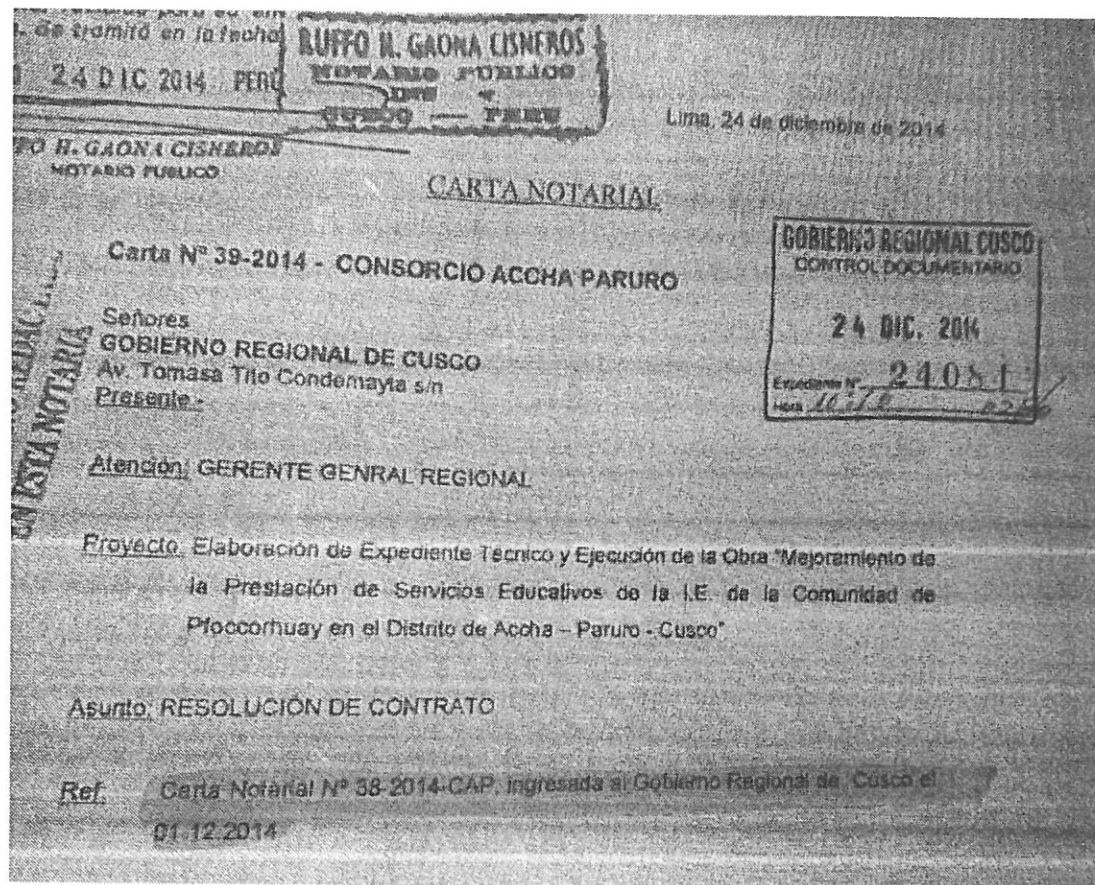 de tramité en la fecha
24 DIC 2014 PERÚ
RUFFO H. GAONA CISNEROS
NOTARIO PUBLICO
CUSCO — PERU
H. GAONA CISNEROS
NOTARIO PUBLICO
Lima, 24 de diciembre de 2014
CARTA NOTARIAL
GOBIERNO REGIONAL CUSCO
CONTROL DOCUMENTARIO
24 DIC. 2014
Expediente N°
Hora
Carta Nº 39-2014 - CONSORCIO ACCHA PARURO
Señores
GOBIERNO REGIONAL DE CUSCO
Av. Tomasa Tito Condemayta s/n
Presente.-
ESTA NOTARIA
Atención: GERENTE GENRAL REGIONAL
Proyecto: Elaboración de Expediente Técnico y Ejecución de la Obra "Mejoramiento de
la Prestación de Servicios Educativos de la I.E. de la Comunidad de
Pfoccorhuay en el Distrito de Accha – Paruro - Cusco"
Asunto: RESOLUCIÓN DE CONTRATO
Ref. Carta Notarial Nº 38-2014-CAP, ingresada al Gobierno Regional de Cusco el
01.12.2014